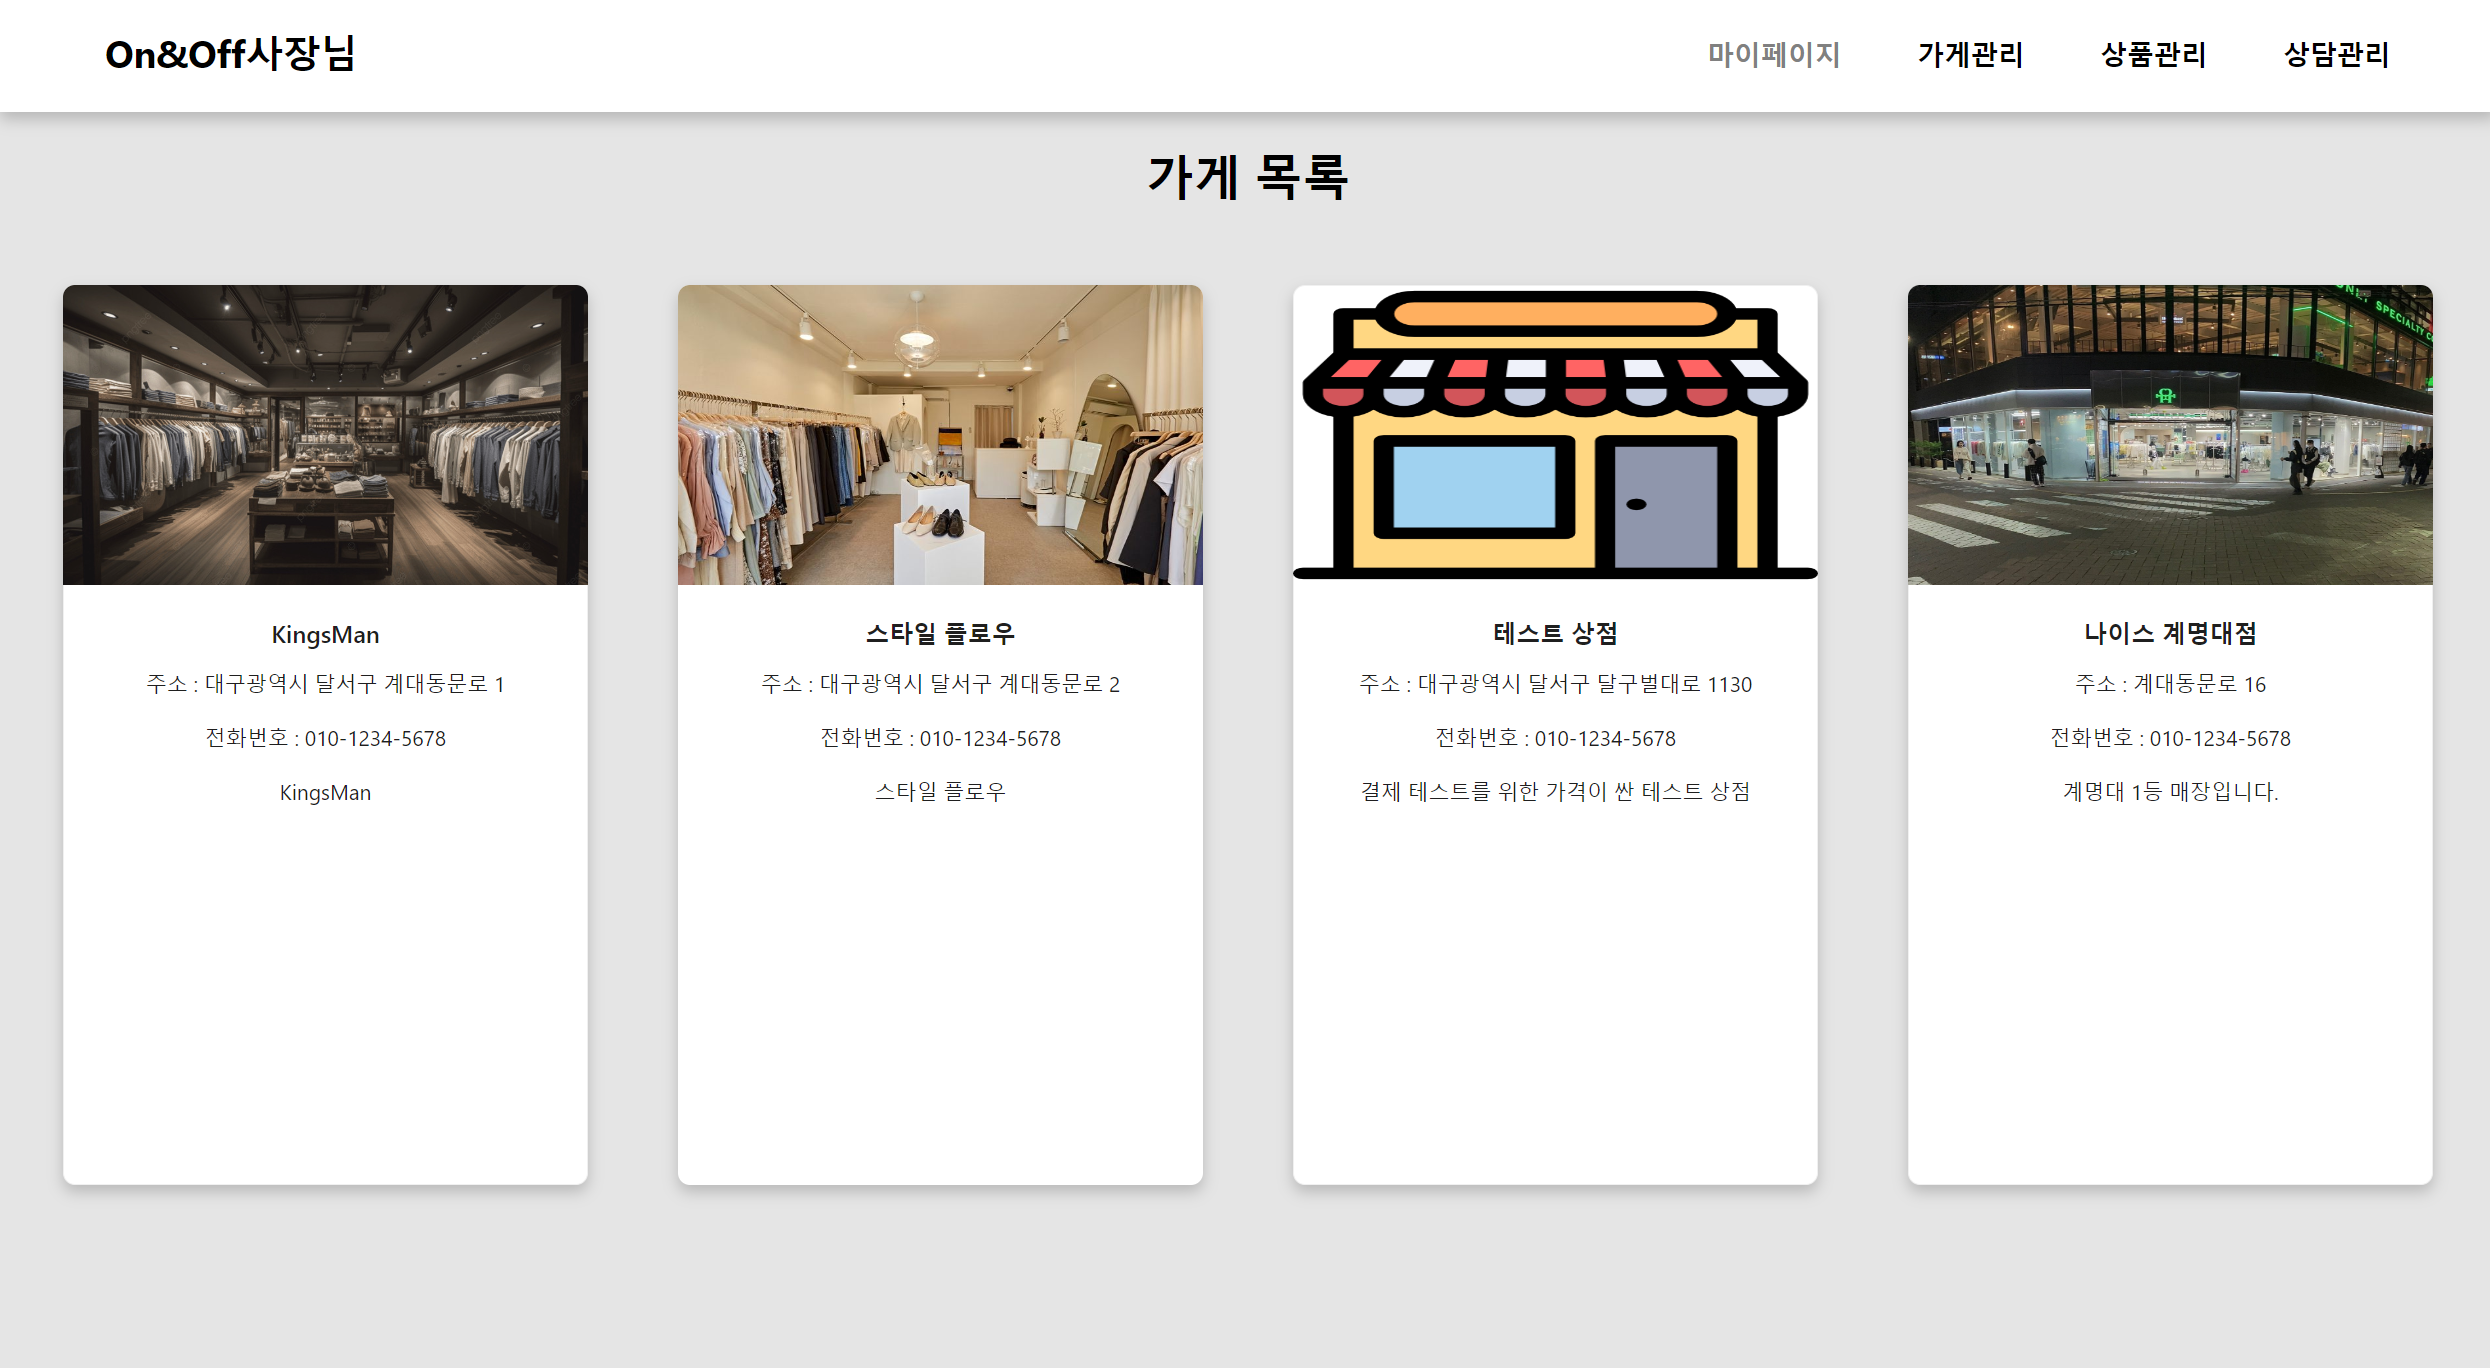 On&Off사장님
마이페이지 가게관리 상품관리 상담관리
가게 목록
SPECIALTY
KingsMan
주소 : 대구광역시 달서구 계대동문로 1
전화번호 : 010-1234-5678
KingsMan
스타일 플로우
주소 : 대구광역시 달서구 계대동문로 2
전화번호 : 010-1234-5678
스타일 플로우
테스트 상점
주소 : 대구광역시 달서구 달구벌대로 1130
전화번호 : 010-1234-5678
결제 테스트를 위한 가격이 싼 테스트 상점
나이스 계명대점
주소 : 계대동문로 16
전화번호 : 010-1234-5678
계명대 1등 매장입니다.